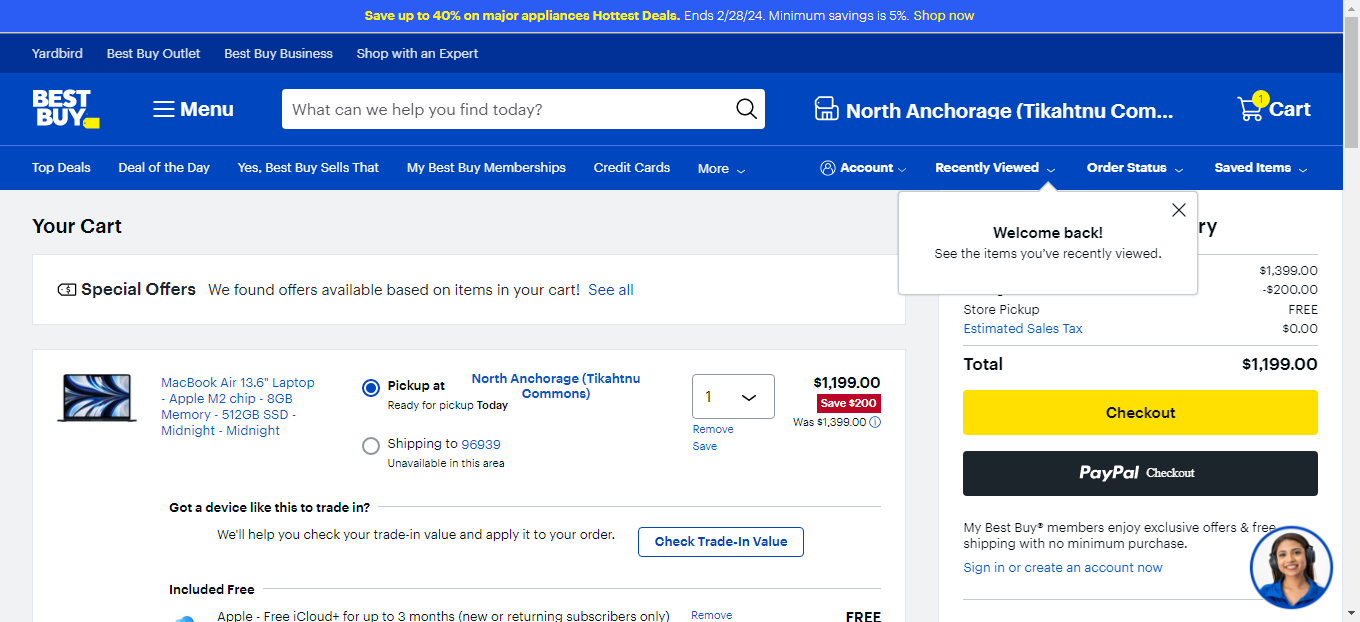 Save up to 40% on major appliances Hottest Deals. Ends 2/28/24. Minimum savings is 5%. Shop now
Yardbird Best Buy Outlet Best Buy Business Shop with an Expert
BEST BUY
Menu
What can we help you find today?
North Anchorage (Tikahtnu Com...
1
Cart
Top Deals Deal of the Day Yes, Best Buy Sells That My Best Buy Memberships Credit Cards More Account Recently Viewed Order Status Saved Items
Welcome back!
See the items you've recently viewed.
Your Cart
Special Offers We found offers available based on items in your cart! See all
MacBook Air 13.6" Laptop
- Apple M2 chip - 8GB
Memory - 512GB SSD -
Midnight - Midnight
Pickup at North Anchorage (Tikahtnu
Commons)
Ready for pickup Today
Shipping to 96939
Unavailable in this area
1
Remove
Save
$1,199.00
Save $200
Was $1,399.00
Got a device like this to trade in?
We'll help you check your trade-in value and apply it to your order.
Check Trade-In Value
Included Free
Apple - Free iCloud+ for up to 3 months (new or returning subscribers only) Remove FREE
ry
$1,399.00
-$200.00
Store Pickup FREE
Estimated Sales Tax $0.00
Total $1,199.00
Checkout
PayPal Checkout
My Best Buy® members enjoy exclusive offers & free
shipping with no minimum purchase.
Sign in or create an account now